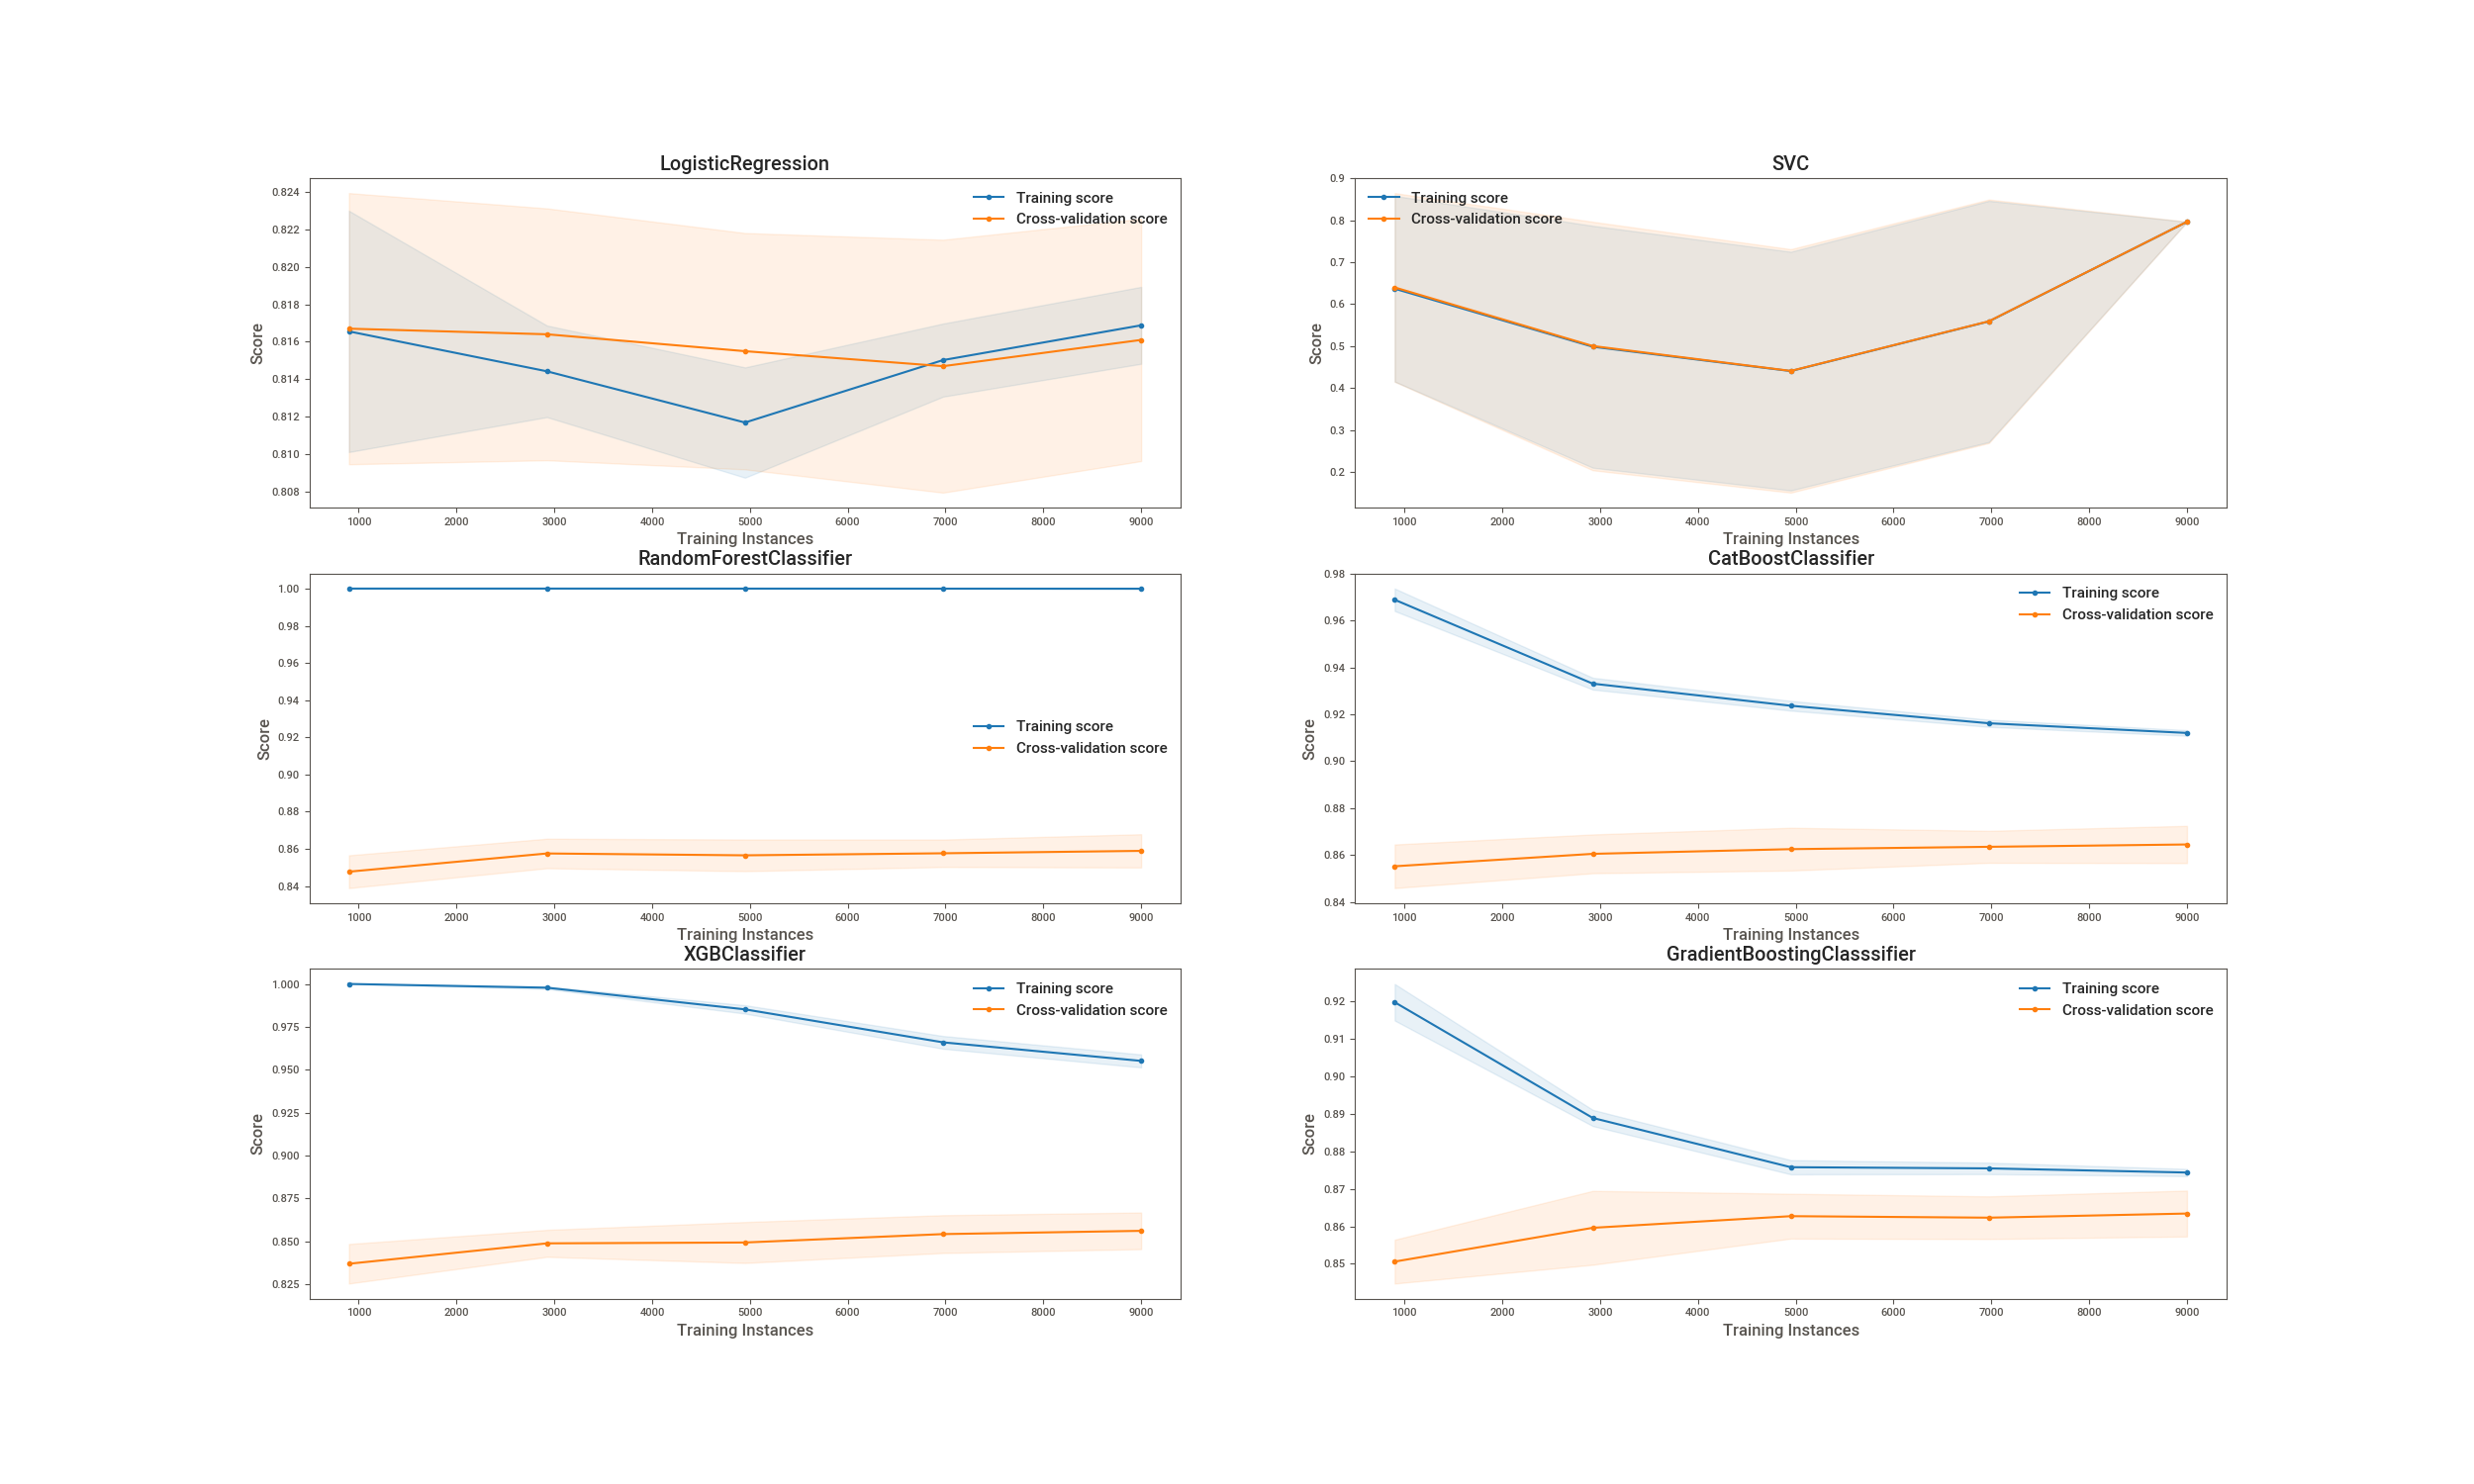 LogisticRegression
0.824
0.822
0.820
0.818
0.816
0.814
0.812
0.810
0.808
Score
Training score
Cross-validation score
1000 2000 3000 4000 5000 6000 7000 8000 9000
Training Instances
SVC
0.9
0.8
0.7
0.6
0.5
0.4
0.3
0.2
Score
Training score
Cross-validation score
1000 2000 3000 4000 5000 6000 7000 8000 9000
Training Instances
RandomForestClassifier
1.00
0.98
0.96
0.94
0.92
0.90
0.88
0.86
0.84
Score
Training score
Cross-validation score
1000 2000 3000 4000 5000 6000 7000 8000 9000
Training Instances
CatBoostClassifier
0.98
0.96
0.94
0.92
0.90
0.88
0.86
0.84
Score
Training score
Cross-validation score
1000 2000 3000 4000 5000 6000 7000 8000 9000
Training Instances
XGBClassifier
1.000
0.975
0.950
0.925
0.900
0.875
0.850
0.825
Score
Training score
Cross-validation score
1000 2000 3000 4000 5000 6000 7000 8000 9000
Training Instances
GradientBoostingClasssifier
0.92
0.91
0.90
0.89
0.88
0.87
0.86
0.85
Score
Training score
Cross-validation score
1000 2000 3000 4000 5000 6000 7000 8000 9000
Training Instances